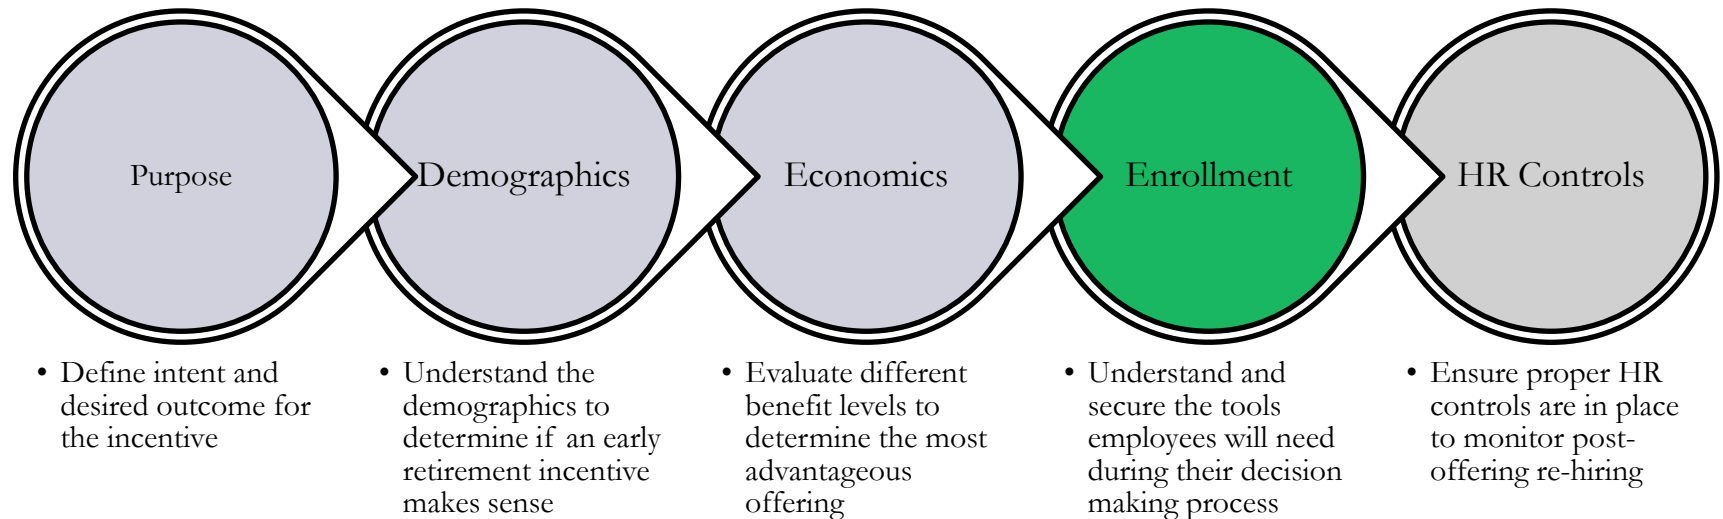 Purpose
Demographics
Economics
Enrollment
HR Controls
• Define intent and
desired outcome for
the incentive
• Understand the
demographics to
determine if an early
retirement incentive
makes sense
• Evaluate different
benefit levels to
determine the most
advantageous
offering
• Understand and
secure the tools
employees will need
during their decision
making process
• Ensure proper HR
controls are in place
to monitor post-
offering re-hiring